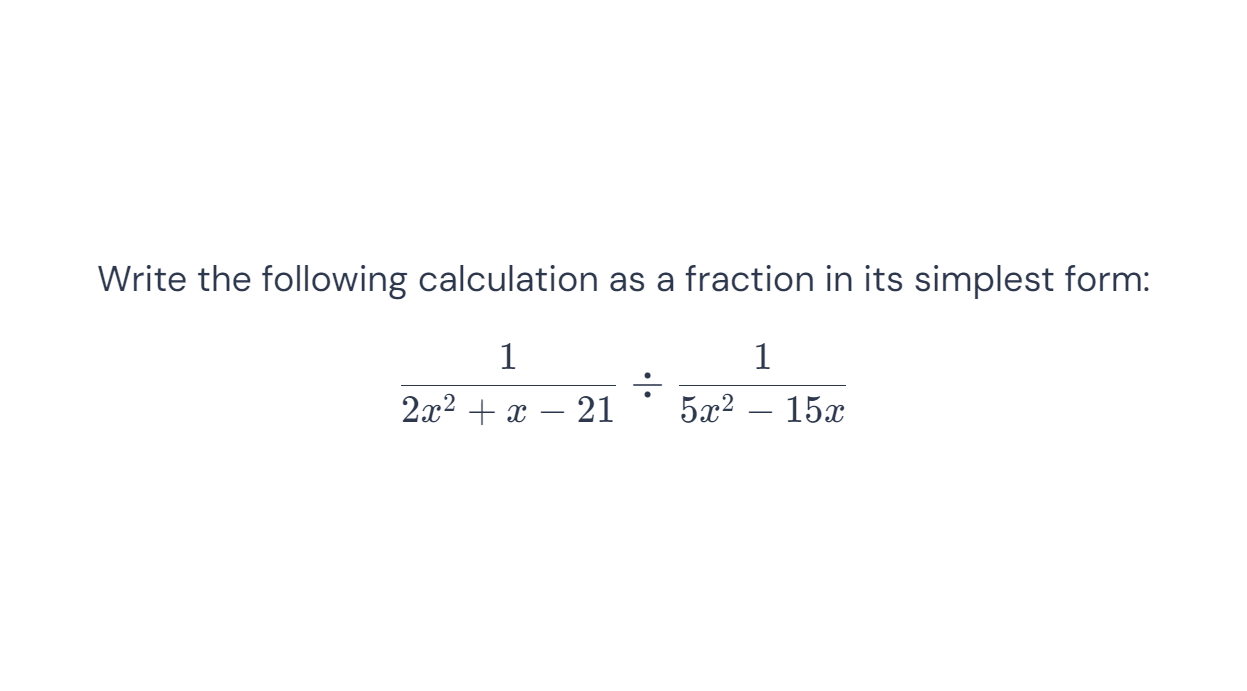 Write the following calculation as a fraction in its simplest form:
\frac{1}{2x^2 + x - 21} ÷ \frac{1}{5x^2 - 15x}